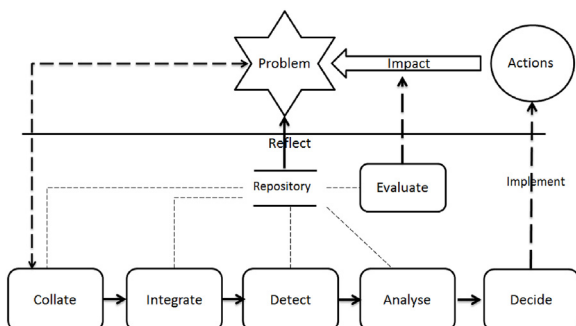 Problem
Impact
Actions
Reflect
Repository
Evaluate
Implement
Collate
Integrate
Detect
Analyse
Decide